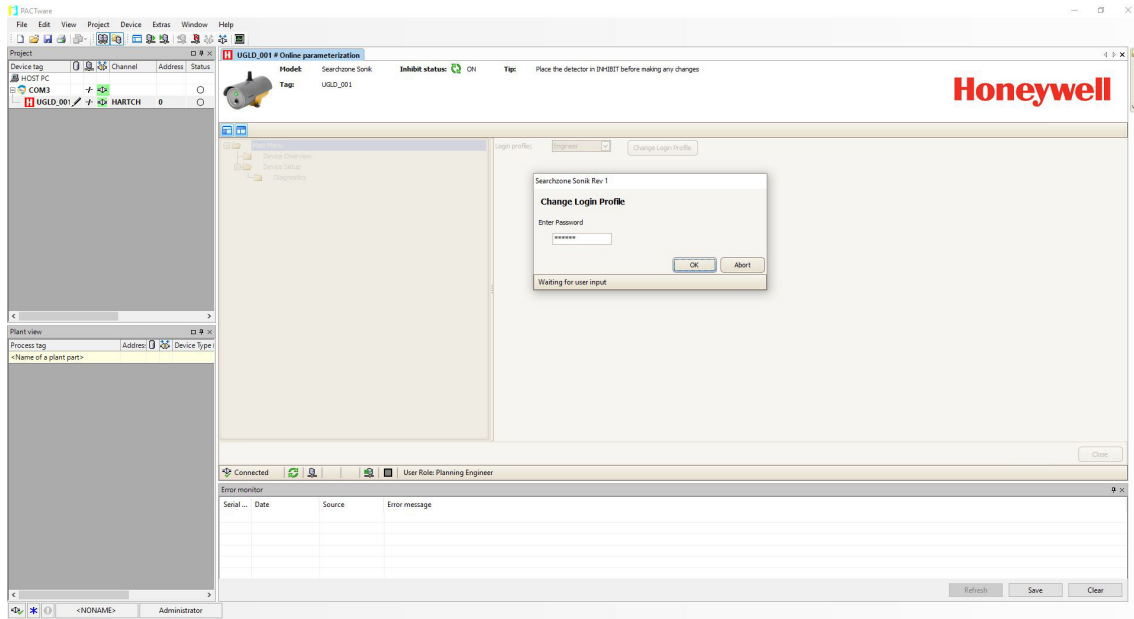 PACTware
File Edit View Project Device Extras Window Help
Project
Device tag Channel Address Status
HOST PC
COM3
UGLD_001 HARTCH 0
Plant view
Process tag Addres: Device Type
<Name of a plant part>
UGLD_001 # Online parameterization
Model: Searchzone Sonik Inhibit status: ON Tip: Place the detector in INHIBIT before making any changes
Tag: UGLD_001
Honeywell
Main Menu
Device Overview
Device Setup
Diagnostics
Login profile: Engineer Change Login Profile
Searchzone Sonik Rev 1
Change Login Profile
Enter Password
******
OK Abort
Waiting for user input
Close
Connected User Role: Planning Engineer
Error monitor
Serial ... Date Source Error message
Refresh Save Clear
<NONAME> Administrator